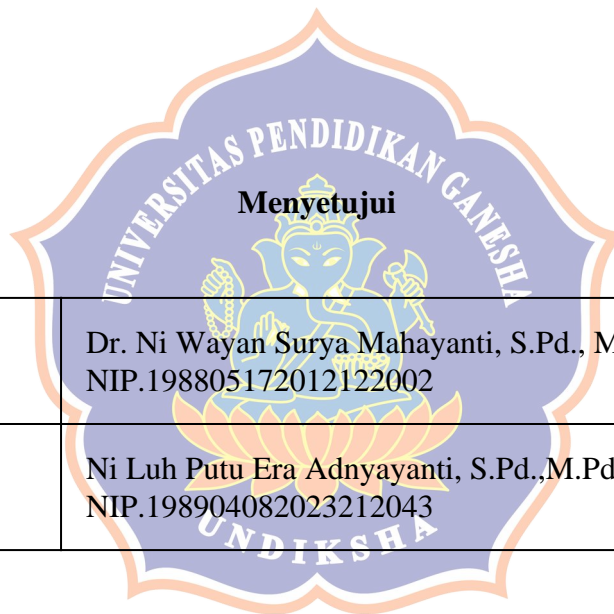 UNIVERSITAS PENDIDIKAN GANESHA
Menyetujui
Dr. Ni Wayan Surya Mahayanti, S.Pd., M
NIP.198805172012122002
Ni Luh Putu Era Adnyayanti, S.Pd.,M.Pd
NIP.198904082023212043
UNDIKSHA